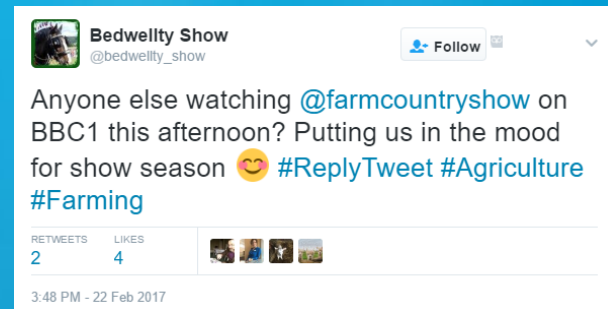 Bedwellty Show
@bedwellty_show
Follow
Anyone else watching @farmcountryshow on
BBC1 this afternoon? Putting us in the mood
for show season 😊 #ReplyTweet #Agriculture
#Farming
RETWEETS LIKES
2 4
3:48 PM - 22 Feb 2017